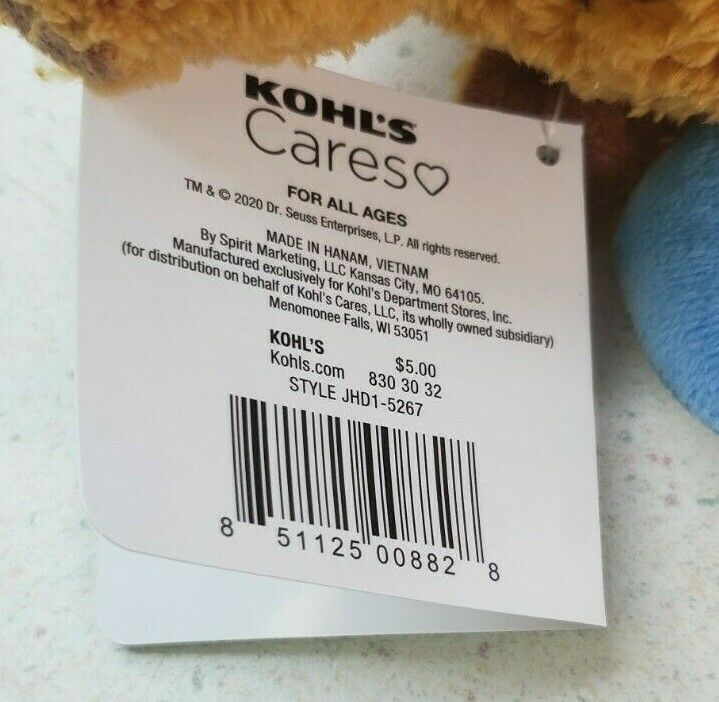 KOHL'S
Cares♡
FOR ALL AGES
TM & © 2020 Dr. Seuss Enterprises, L.P. All rights reserved.
MADE IN HANAM, VIETNAM
By Spirit Marketing, LLC Kansas City, MO 64105.
Manufactured exclusively for Kohl's Department Stores, Inc.
(for distribution on behalf of Kohl's Cares, LLC, its wholly owned subsidiary)
Menomonee Falls, WI 53051
KOHL'S $5.00
Kohls.com 830 30 32
STYLE JHD1-5267
8 51125 00882 8